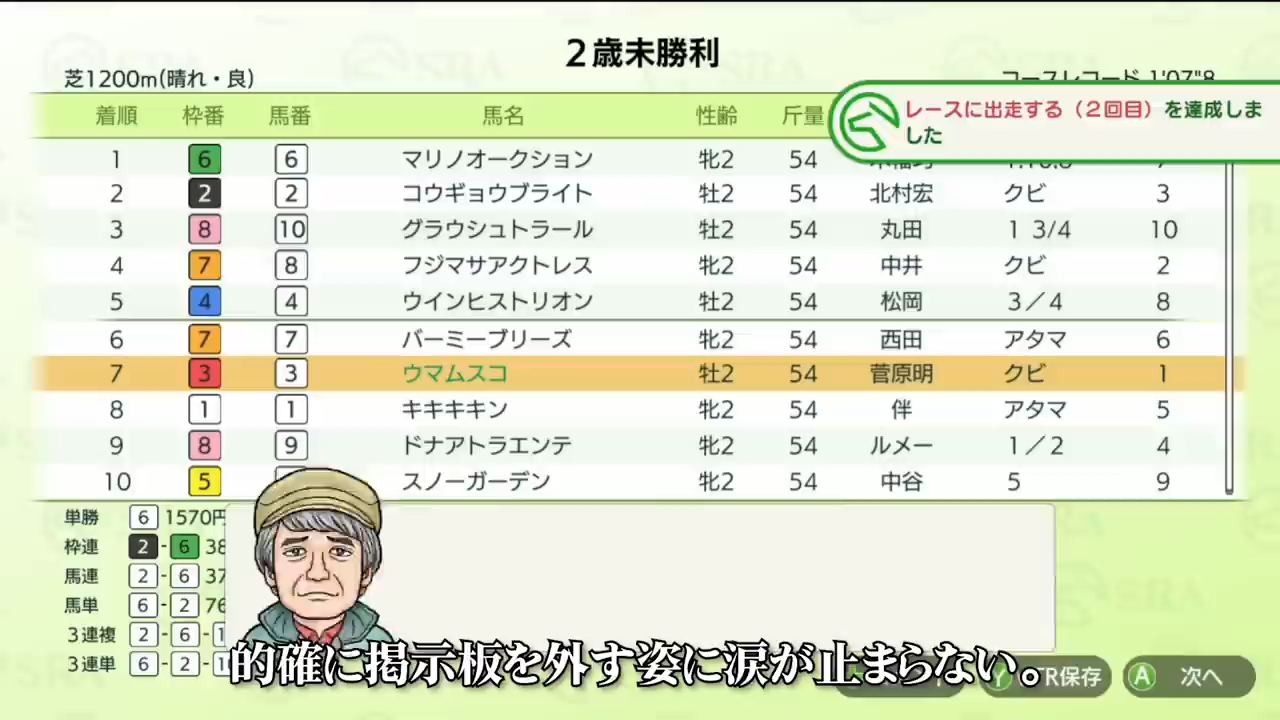 2歳未勝利
芝1200m(晴れ・良)
コースレコード 1'07"8
レースに出走する（2回目）を達成しま
した
着順 枠番 馬番 馬名 性齢 斤量
1 6 6 マリノオークション 牝2 54
2 2 2 コウギョウブライト 牡2 54 北村宏 クビ 3
3 8 10 グラウシュトラール 牡2 54 丸田 1 3/4 10
4 7 8 フジマサアクトレス 牝2 54 中井 クビ 2
5 4 4 ウインヒストリオン 牡2 54 松岡 3／4 8
6 7 7 バーミーブリーズ 牝2 54 西田 アタマ 6
7 3 3 ウマムスコ 牡2 54 菅原明 クビ 1
8 1 1 キキキキン 牝2 54 伴 アタマ 5
9 8 9 ドナアトラエンテ 牝2 54 ルメー 1／2 4
10 5 スノーガーデン 牝2 54 中谷 5 9
単勝 6 1570円
枠連 2-6 38
馬連 2-6 37
馬単 6-2 76
3連複 2-6-
3連単 6-2-
的確に掲示板を外す姿に涙が止まらない。
Y TR保存 A 次へ